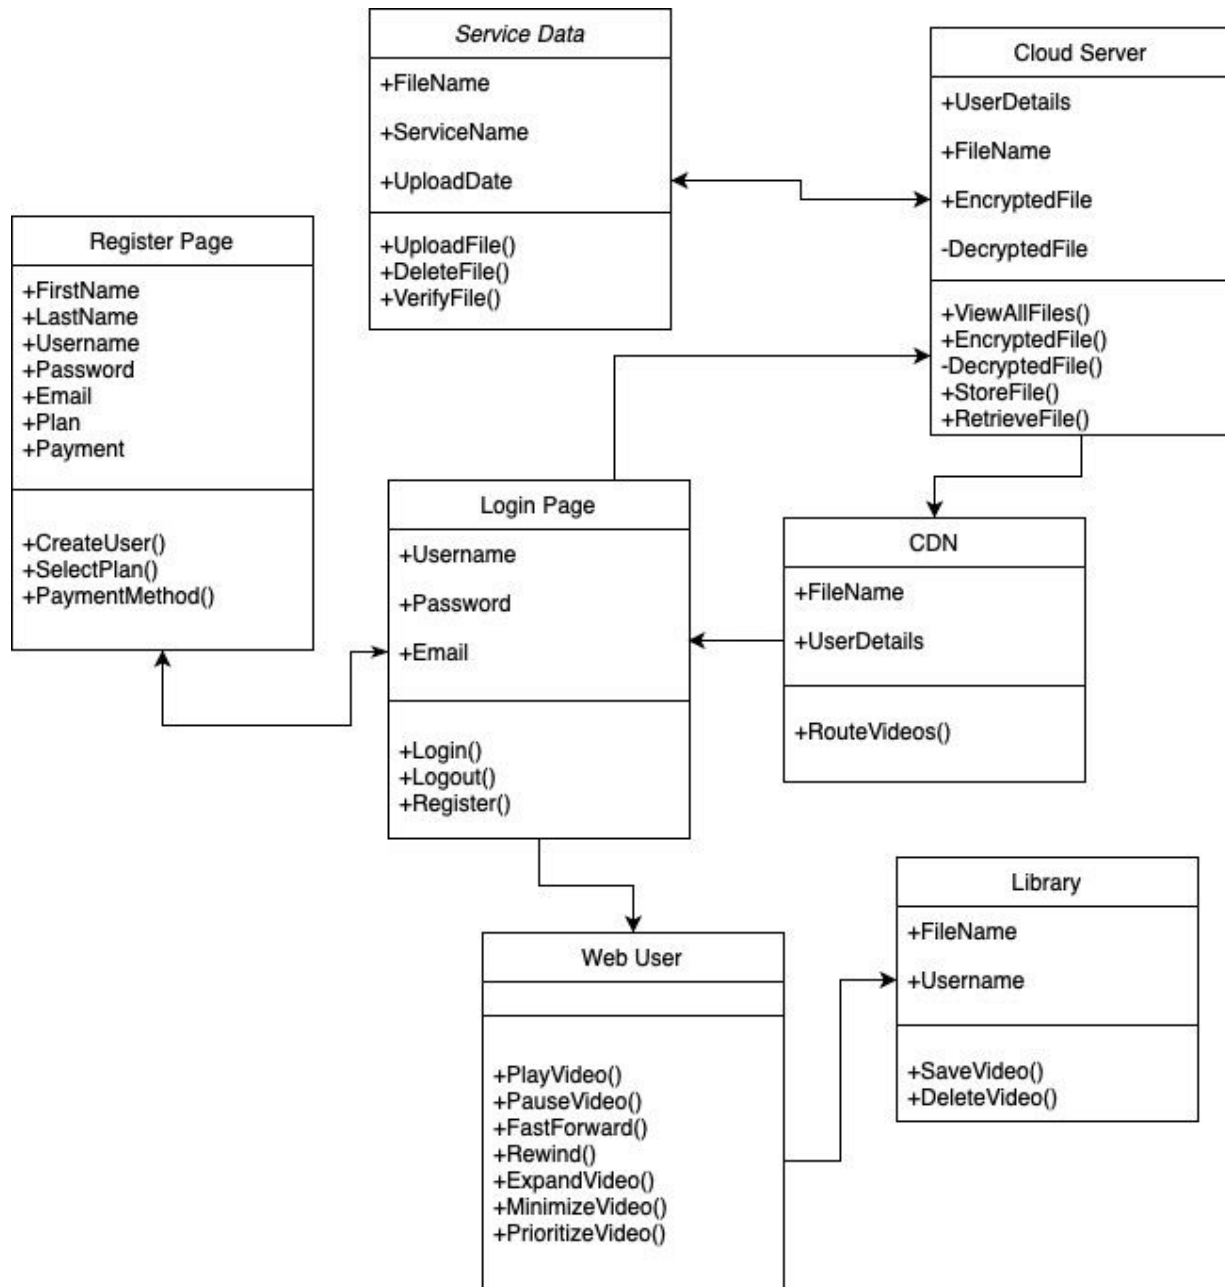 Service Data
+FileName
+ServiceName
+UploadDate
+UploadFile()
+DeleteFile()
+VerifyFile()
Cloud Server
+UserDetails
+FileName
+EncryptedFile
-DecryptedFile
+ViewAllFiles()
+EncryptedFile()
-DecryptedFile()
+StoreFile()
+RetrieveFile()
Register Page
+FirstName
+LastName
+Username
+Password
+Email
+Plan
+Payment
+CreateUser()
+SelectPlan()
+PaymentMethod()
Login Page
+Username
+Password
+Email
+Login()
+Logout()
+Register()
CDN
+FileName
+UserDetails
+RouteVideos()
Web User
+PlayVideo()
+PauseVideo()
+FastForward()
+Rewind()
+ExpandVideo()
+MinimizeVideo()
+PrioritizeVideo()
Library
+FileName
+Username
+SaveVideo()
+DeleteVideo()